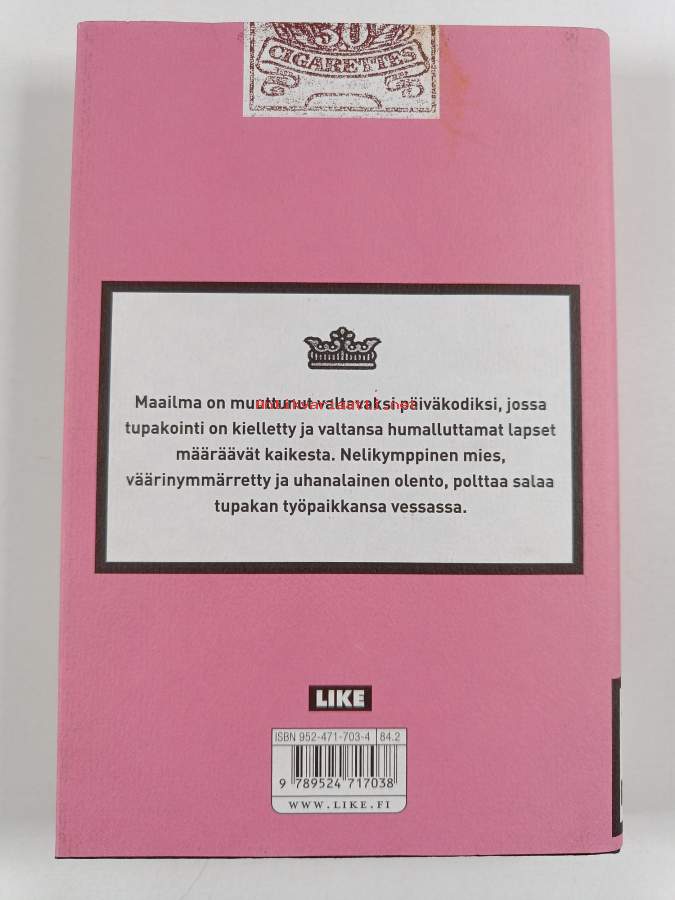 50
CIGARETTES
Maailma on muuttunut valtavaksi päiväkodiksi, jossa
tupakointi on kielletty ja valtansa humalluttamat lapset
määräävät kaikesta. Nelikymppinen mies,
väärinymmärretty ja uhanalainen olento, polttaa salaa
tupakan työpaikkansa vessassa.
LIKE
ISBN 952-471-703-4 84.2
9 789524 717038
WWW.LIKE.FI